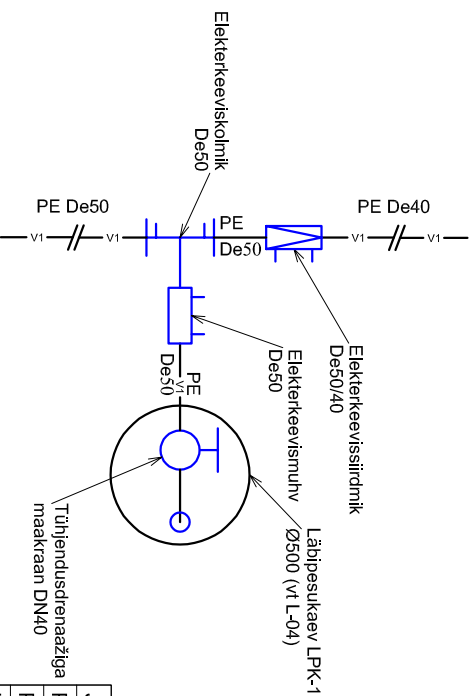 Elekterkeeviskolmik
De50
PE De50
V1
V1
PE
De50
PE De40
V1
V1
Elekterkeevissiirdmik
De50/40
Elekterkeevismuhv
De50
PE
V1
De50
Läbipesukaev LPK-1
Ø500 (vt L-04)
Tühjendusdrenaažiga
maakraan DN40